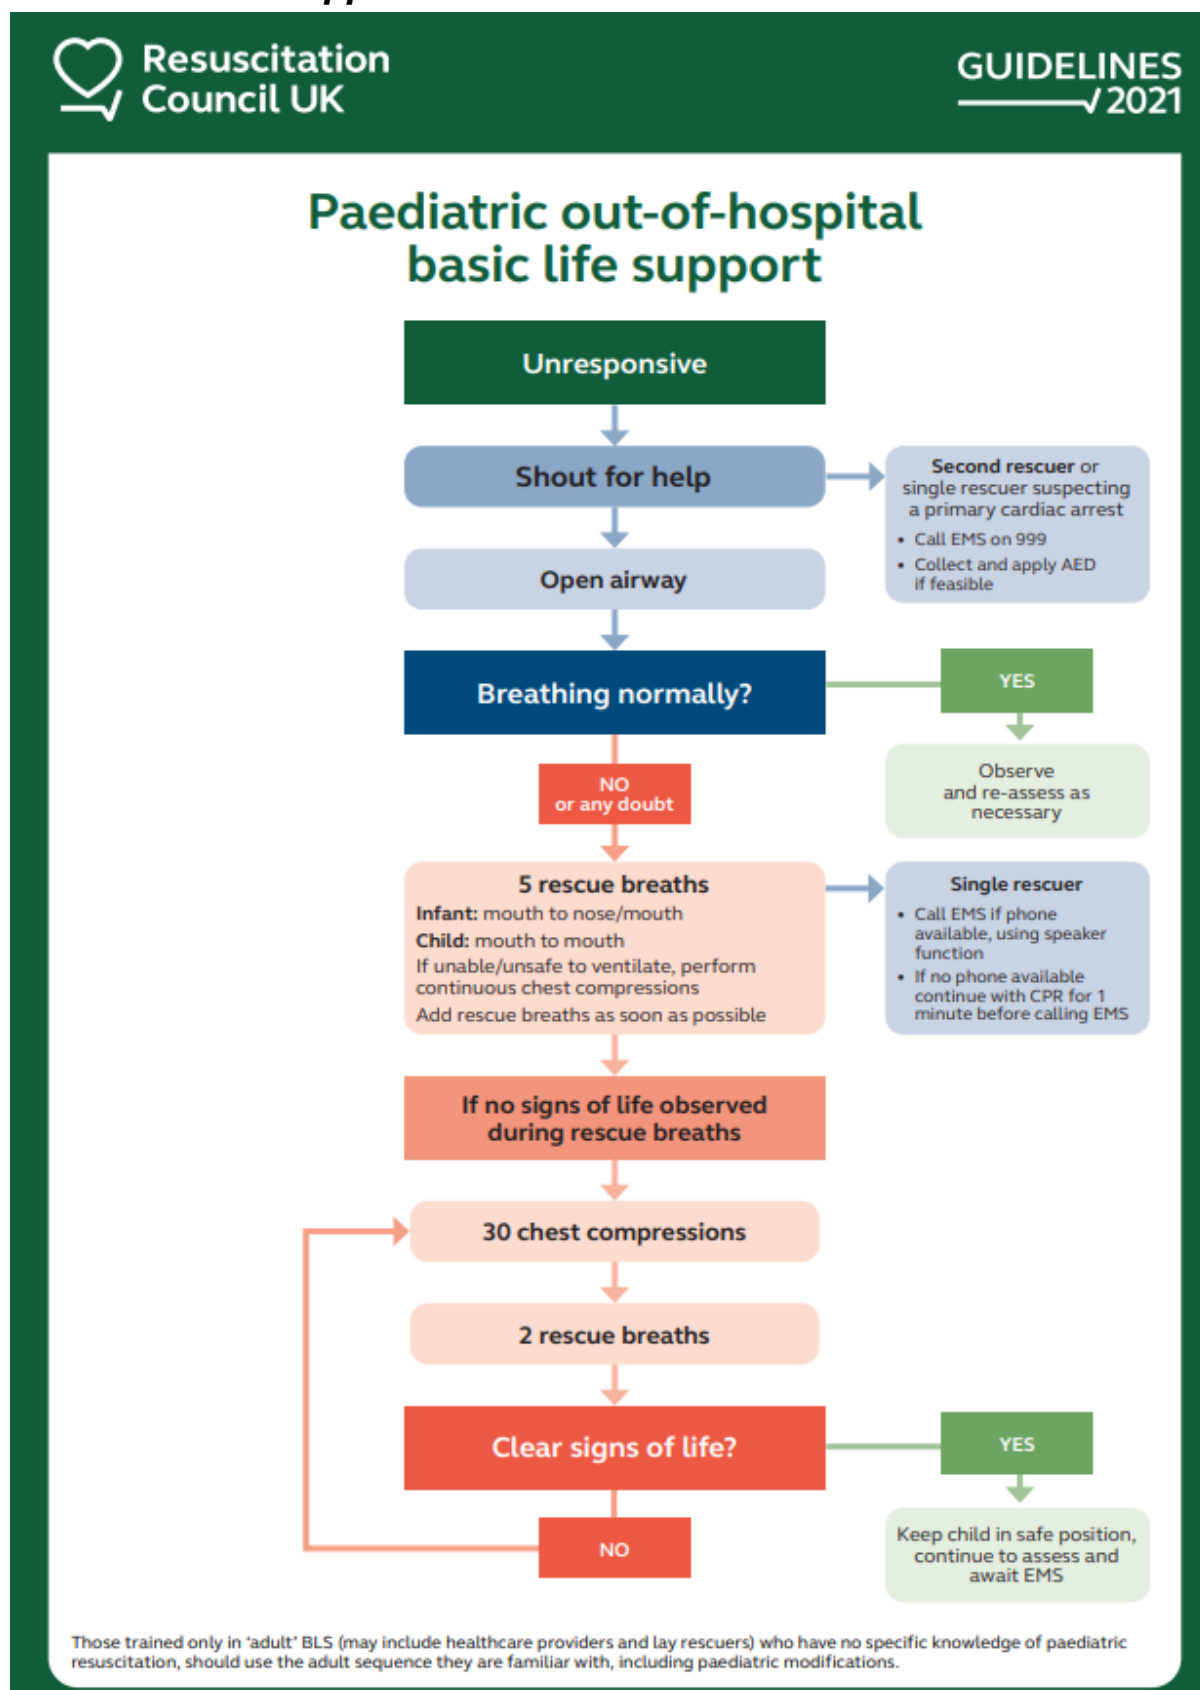 Resuscitation
Council UK
GUIDELINES
2021
Paediatric out-of-hospital
basic life support
Unresponsive
Shout for help
Second rescuer or
single rescuer suspecting
a primary cardiac arrest
• Call EMS on 999
• Collect and apply AED
if feasible
Open airway
Breathing normally?
YES
Observe
and re-assess as
necessary
NO
or any doubt
5 rescue breaths
Infant: mouth to nose/mouth
Child: mouth to mouth
If unable/unsafe to ventilate, perform
continuous chest compressions
Add rescue breaths as soon as possible
Single rescuer
• Call EMS if phone
available, using speaker
function
• If no phone available
continue with CPR for 1
minute before calling EMS
If no signs of life observed
during rescue breaths
30 chest compressions
2 rescue breaths
Clear signs of life?
YES
Keep child in safe position,
continue to assess and
await EMS
NO
Those trained only in ‘adult’ BLS (may include healthcare providers and lay rescuers) who have no specific knowledge of paediatric
resuscitation, should use the adult sequence they are familiar with, including paediatric modifications.